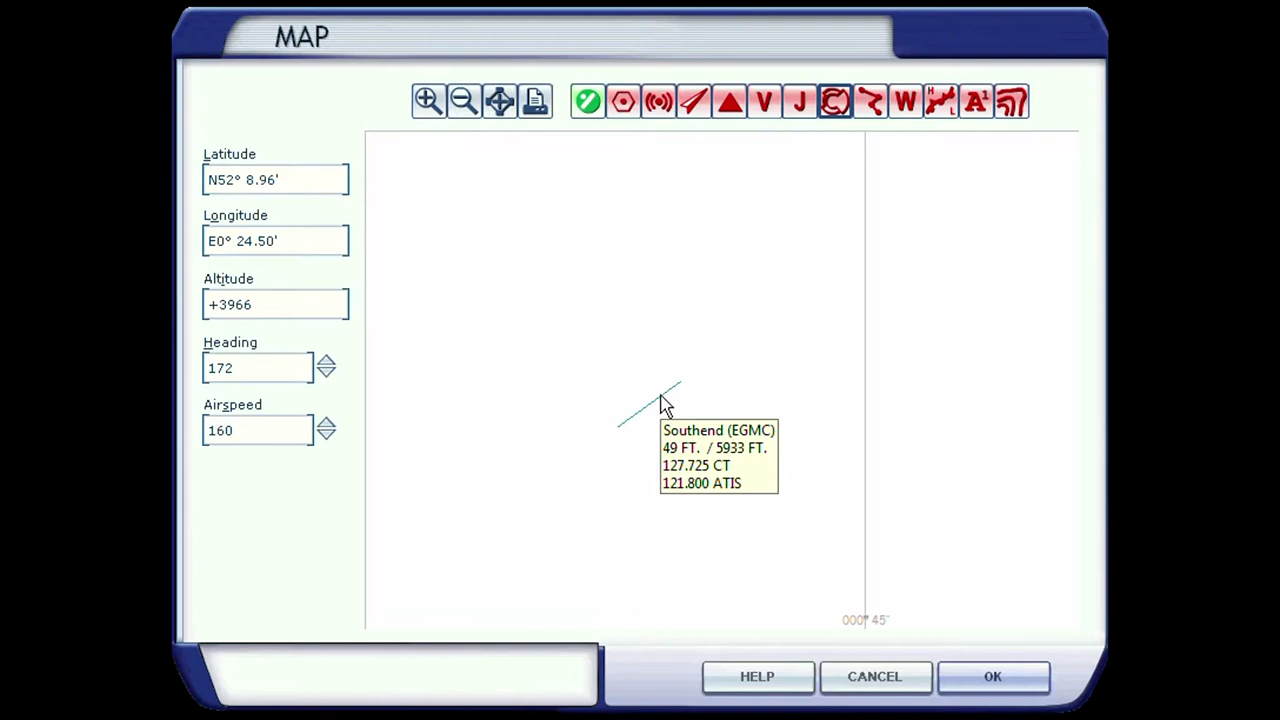 MAP
V
J
W
H
L
A1
Latitude
N52° 8.96'
Longitude
E0° 24.50'
Altitude
+3966
Heading
172
Airspeed
160
Southend (EGMC)
49 FT. / 5933 FT.
127.725 CT
121.800 ATIS
000° 45'
HELP
CANCEL
OK